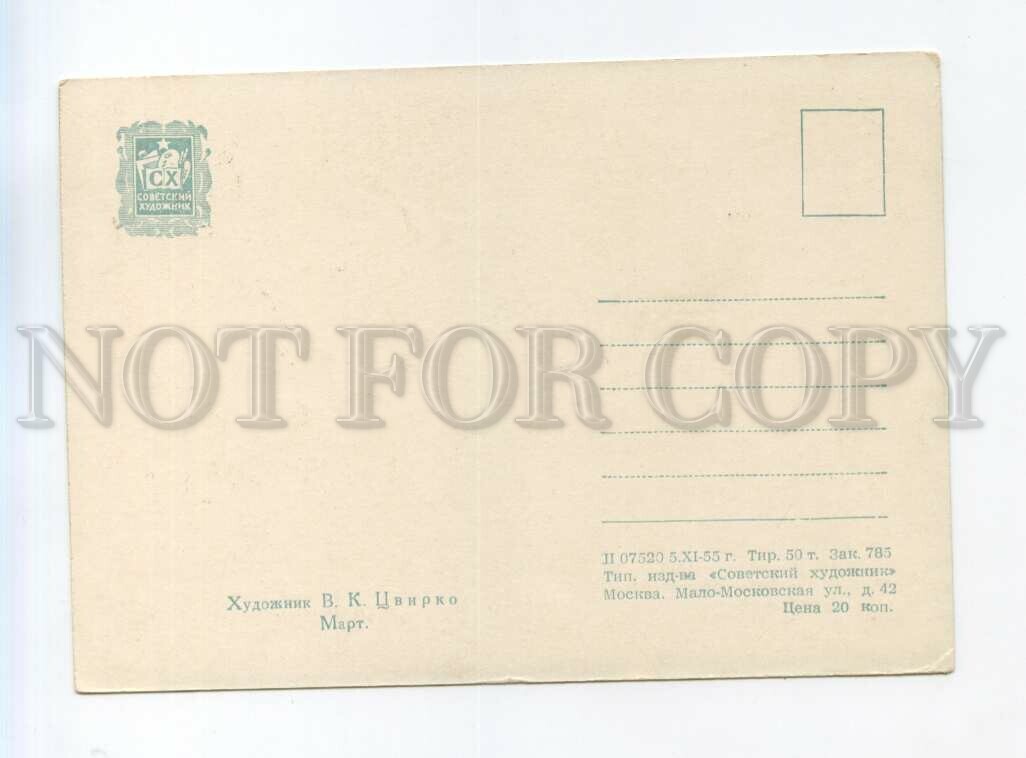 СХ
СОВЕТСКИЙ
ХУДОЖНИК
NOT FOR COPY
П 07520 5.XI-55 г. Тир. 50 т. Зак. 785
Тип. изд-ва «Советский художник»
Москва. Мало-Московская ул., д. 42
Цена 20 коп.
Художник В. К. Цвирко
Март.